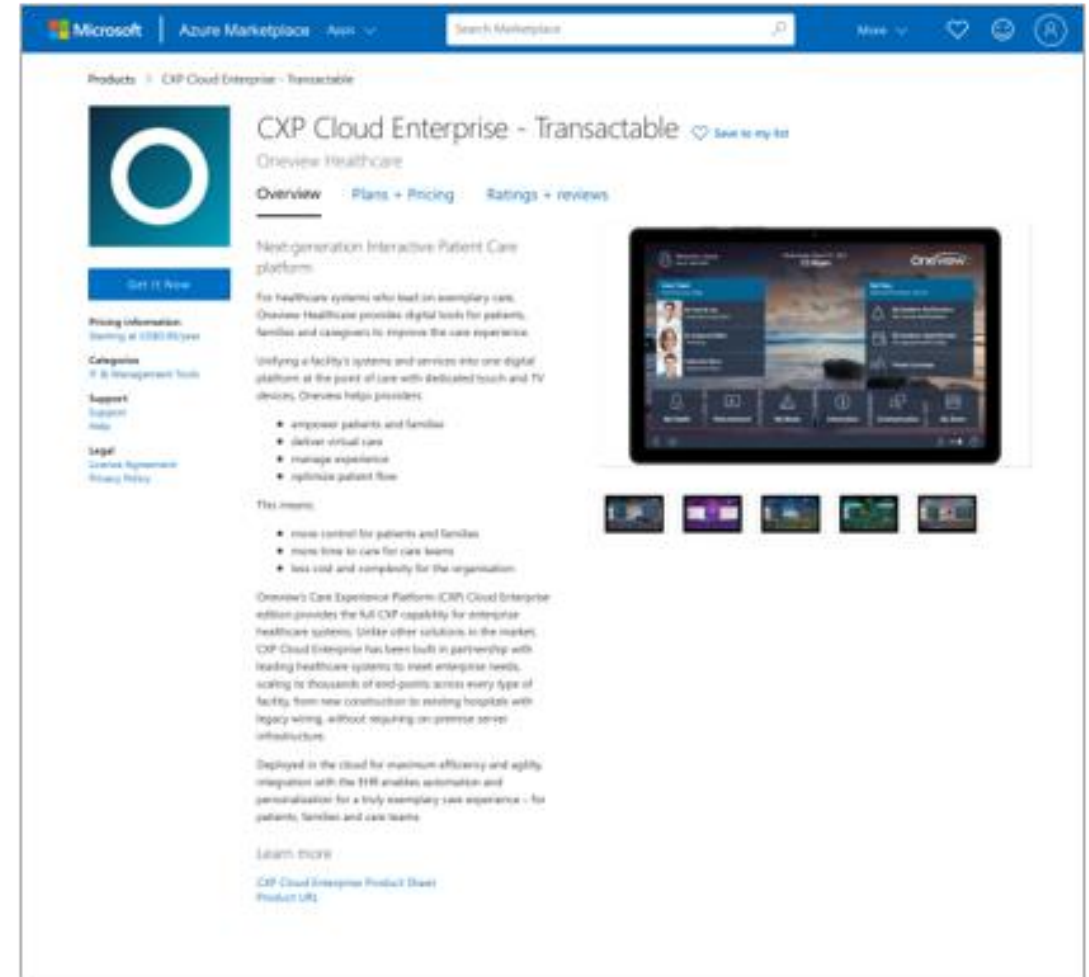 Microsoft Azure Marketplace Apps Search Marketplace More
Products CXP Cloud Enterprise - Transactable
CXP Cloud Enterprise - Transactable Save to my list
Oneview Healthcare
Overview Plans + Pricing Ratings + reviews
Get It Now
Pricing information
Starting at
Categories
IT & Management Tools
Support
Support
Help
Legal
License Agreement
Privacy Policy
Next-generation Interactive Patient Care
platform
For healthcare systems who lead on exemplary care,
Oneview Healthcare provides digital tools for patients,
families and caregivers to improve the care experience.
Unifying a facility's systems and services into one digital
platform at the point of care with dedicated touch and TV
devices, Oneview helps providers:
empower patients and families
deliver virtual care
manage experience
optimize patient flow
This means:
more control for patients and families
more time to care for care teams
less cost and complexity for the organisation
Oneview's Care Experience Platform (CXP) Cloud Enterprise
edition provides the full CXP capability for enterprise
healthcare systems. Unlike other solutions in the market,
CXP Cloud Enterprise has been built in partnership with
leading healthcare systems to meet enterprise needs,
scaling to thousands of end-points across every type of
facility, from new construction to existing hospitals with
legacy wiring, without requiring on premise server
infrastructure.
Deployed in the cloud for maximum efficiency and agility,
integration with the EHR enables automation and
personalization for a truly exemplary care experience – for
patients, families and care teams.
Learn more
CXP Cloud Enterprise Product Sheet
Product URL
oneview